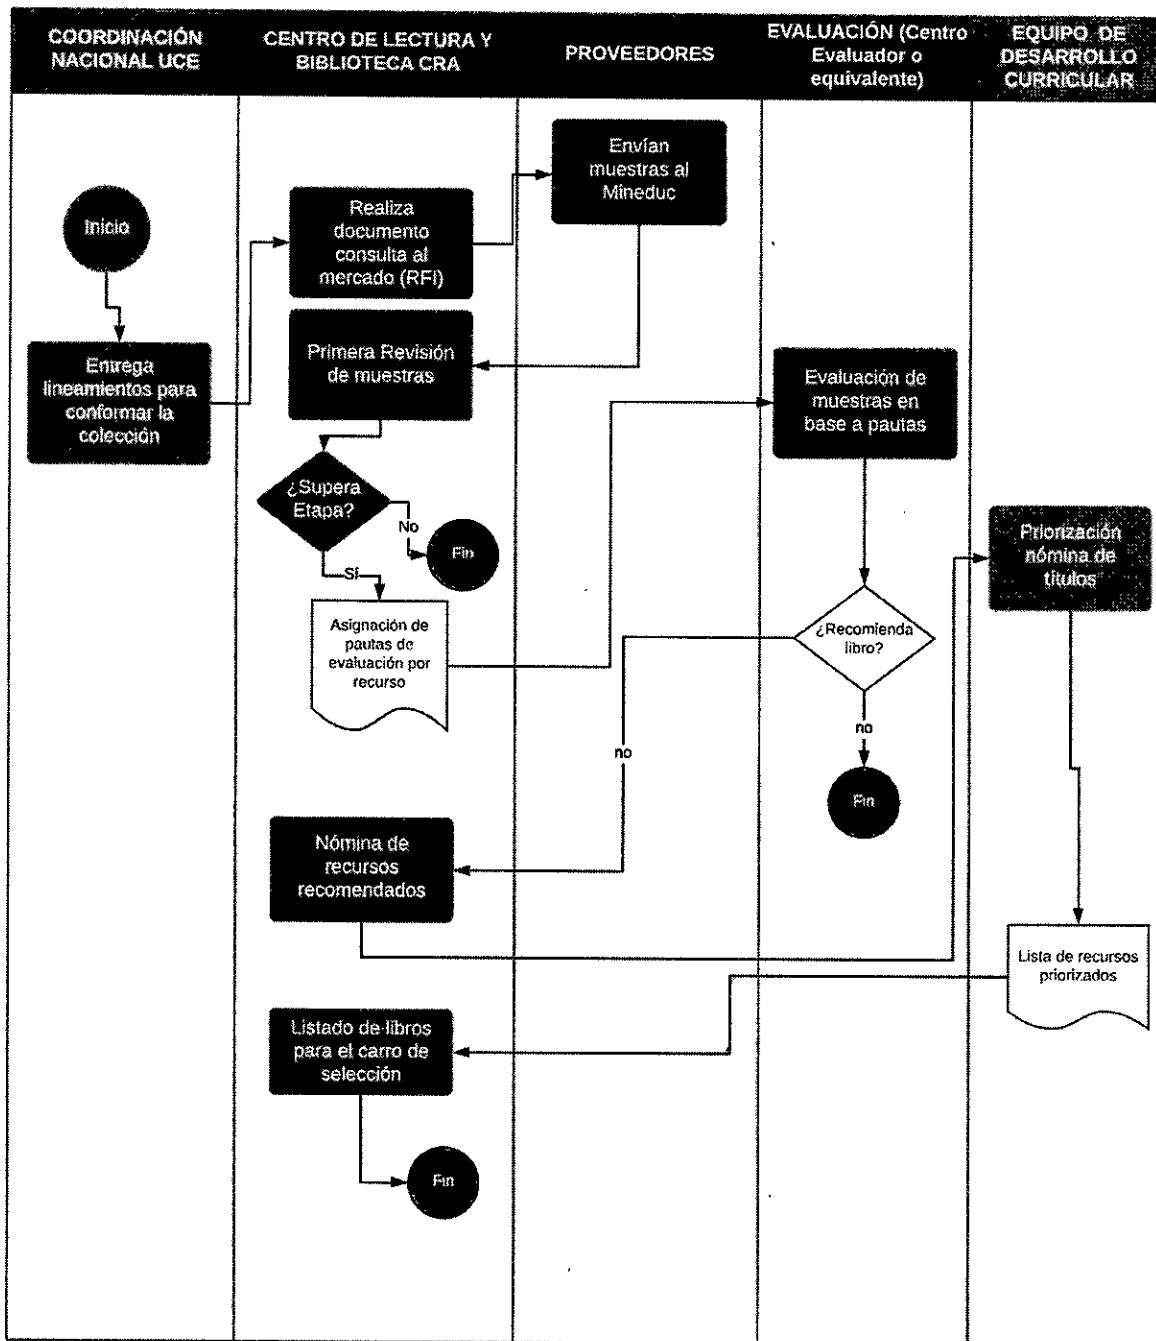 COORDINACIÓN
NACIONAL UCE
CENTRO DE LECTURA Y
BIBLIOTECA CRA
PROVEEDORES
EVALUACIÓN (Centro
Evaluador o
equivalente)
EQUIPO DE
DESARROLLO
CURRICULAR
Inicio
Entrega
lineamientos para
conformar la
colección
Realiza
documento
consulta al
mercado (RFI)
Envían
muestras al
Mineduc
Primera Revisión
de muestras
¿Supera
Etapa?
No
Fin
Sí
Asignación de
pautas de
evaluación por
recurso
Evaluación de
muestras en
base a pautas
¿Recomienda
libro?
no
Fin
no
Nómina de
recursos
recomendados
Priorización
nómina de
títulos
Lista de recursos
priorizados
Listado de libros
para el carro de
selección
Fin